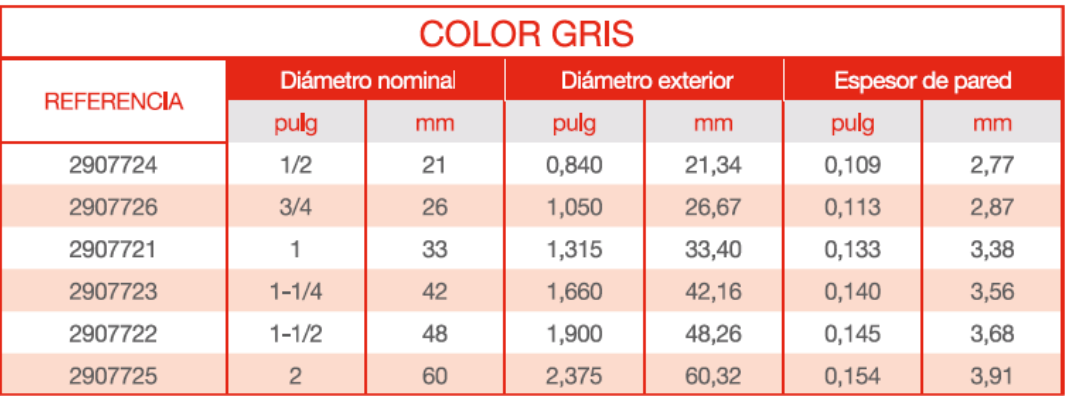 COLOR GRIS
REFERENCIA Diámetro nominal Diámetro exterior Espesor de pared
pulg mm pulg mm pulg mm
2907724 1/2 21 0,840 21,34 0,109 2,77
2907726 3/4 26 1,050 26,67 0,113 2,87
2907721 1 33 1,315 33,40 0,133 3,38
2907723 1-1/4 42 1,660 42,16 0,140 3,56
2907722 1-1/2 48 1,900 48,26 0,145 3,68
2907725 2 60 2,375 60,32 0,154 3,91